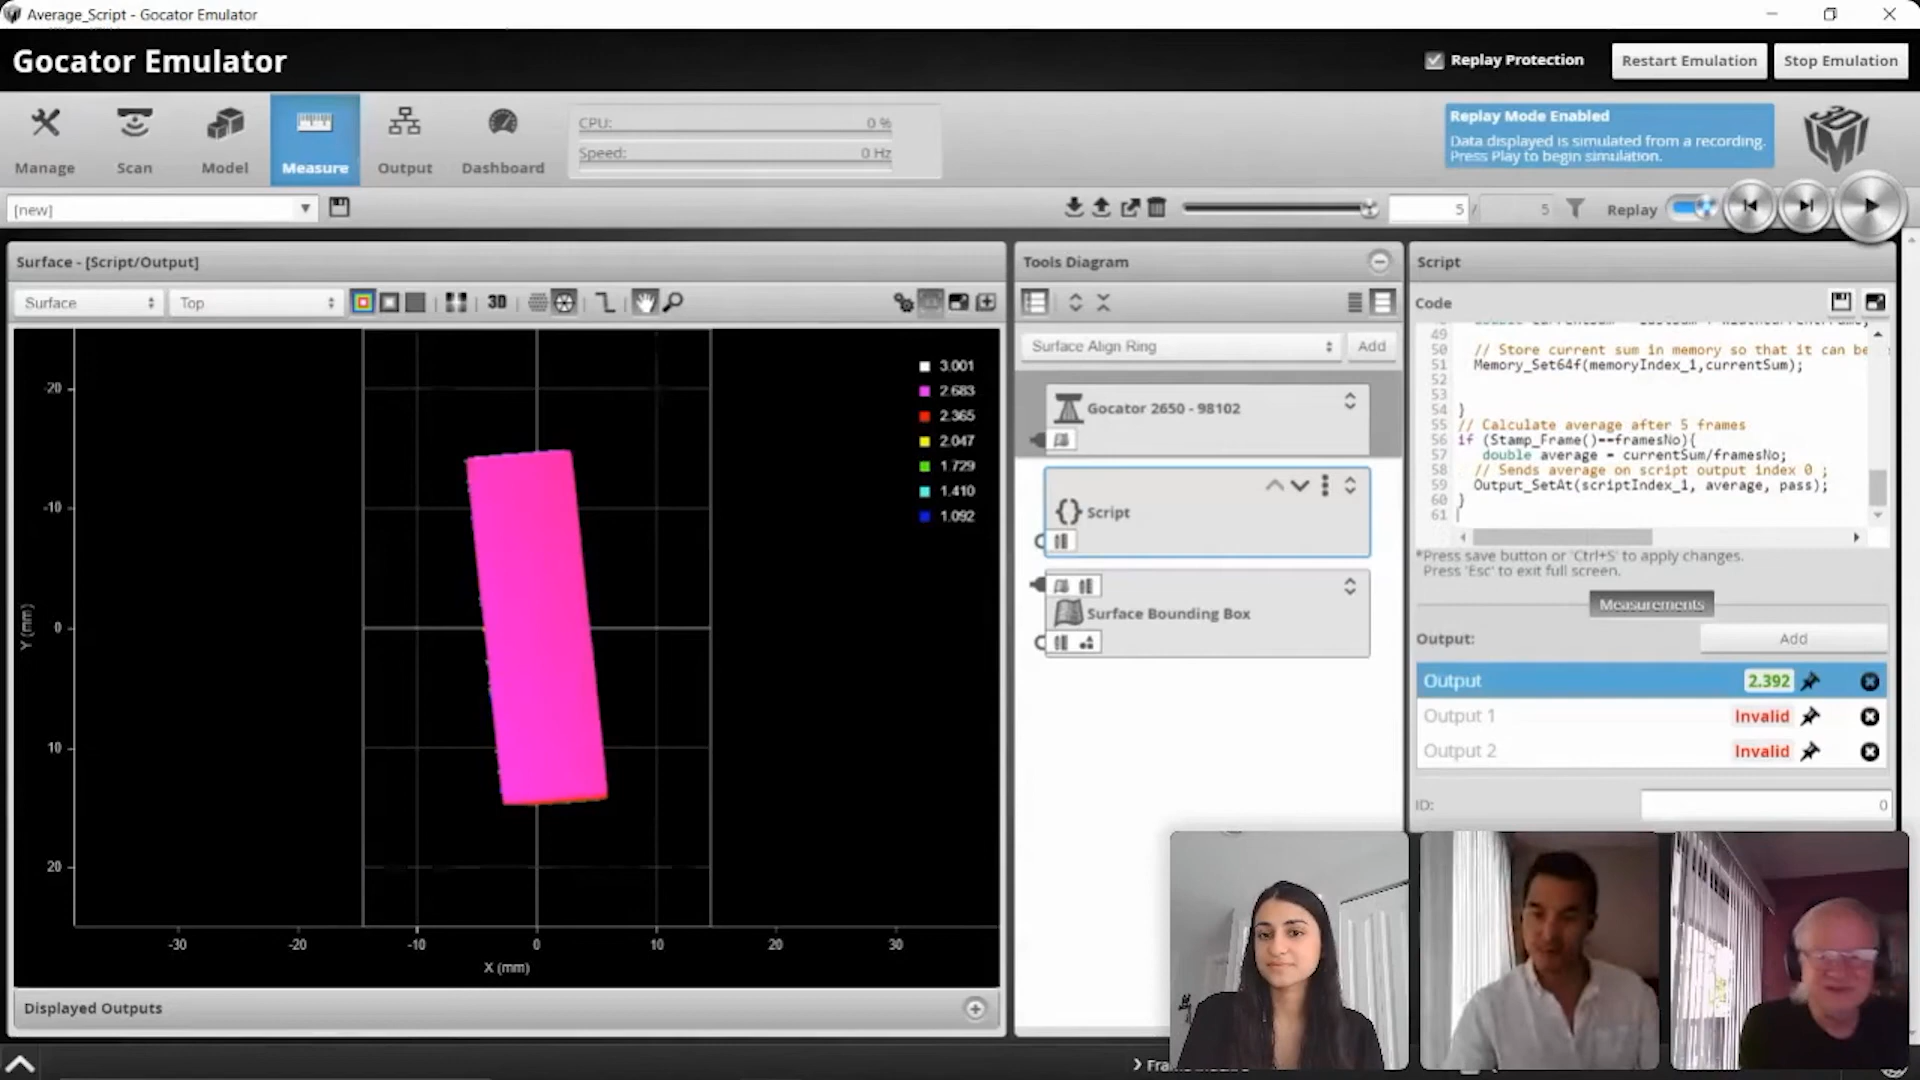 Average_Script - Gocator Emulator
Gocator Emulator
Replay Protection
Restart Emulation
Stop Emulation
Manage
Scan
Model
Measure
Output
Dashboard
CPU: 0 %
Speed: 0 Hz
Replay Mode Enabled
Data displayed is simulated from a recording.
Press Play to begin simulation.
[new]
5 / 5
Replay
Surface - [Script/Output]
Surface
Top
3D
3.001
2.683
2.365
2.047
1.729
1.410
1.092
-20
-10
0
10
20
Y (mm)
-30 -20 -10 0 10 20 30
X (mm)
Displayed Outputs
Tools Diagram
Surface Align Ring
Add
Gocator 2650 - 98102
Script
Surface Bounding Box
Script
Code
49
50 // Store current sum in memory so that it can be
51 Memory_Set64f(memoryIndex_1,currentSum);
52
53
54 }
55 // Calculate average after 5 frames
56 if (Stamp_Frame()==framesNo){
57 double average = currentSum/framesNo;
58 // Sends average on script output index 0 ;
59 Output_SetAt(scriptIndex_1, average, pass);
60 }
61
*Press save button or 'Ctrl+S' to apply changes.
Press 'Esc' to exit full screen.
Measurements
Output:
Add
Output 2.392
Output 1 Invalid
Output 2 Invalid
ID: 0